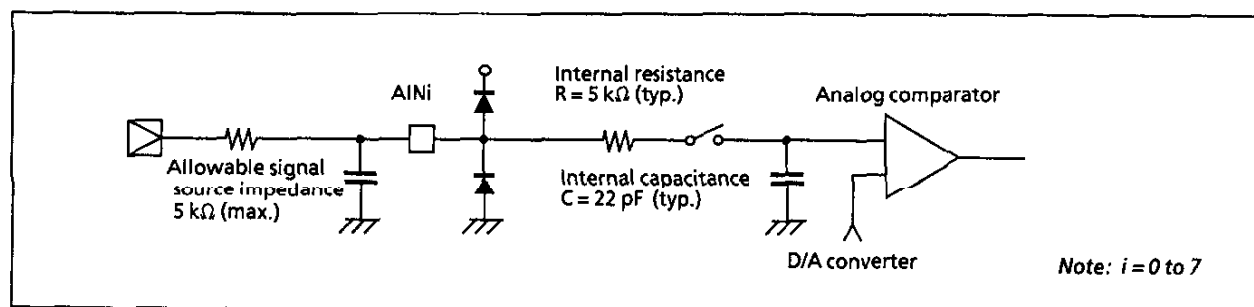 AINi
Internal resistance
R = 5 kΩ (typ.)
Analog comparator
Allowable signal
source impedance
5 kΩ (max.)
Internal capacitance
C = 22 pF (typ.)
D/A converter
Note: i = 0 to 7